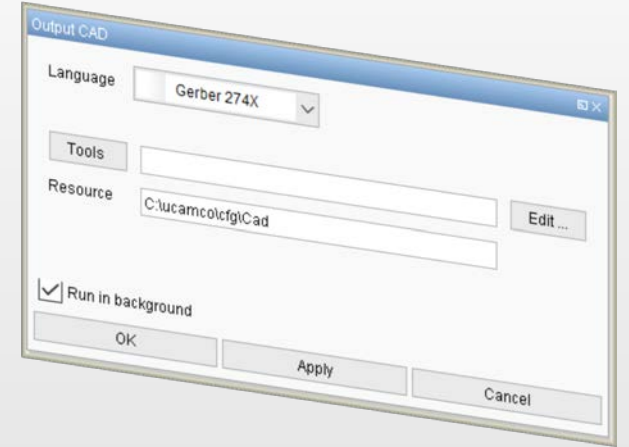 Output CAD
Language
Gerber 274X
Tools
Resource
C:\ucamco\cfg\Cad
Edit ...
Run in background
OK
Apply
Cancel